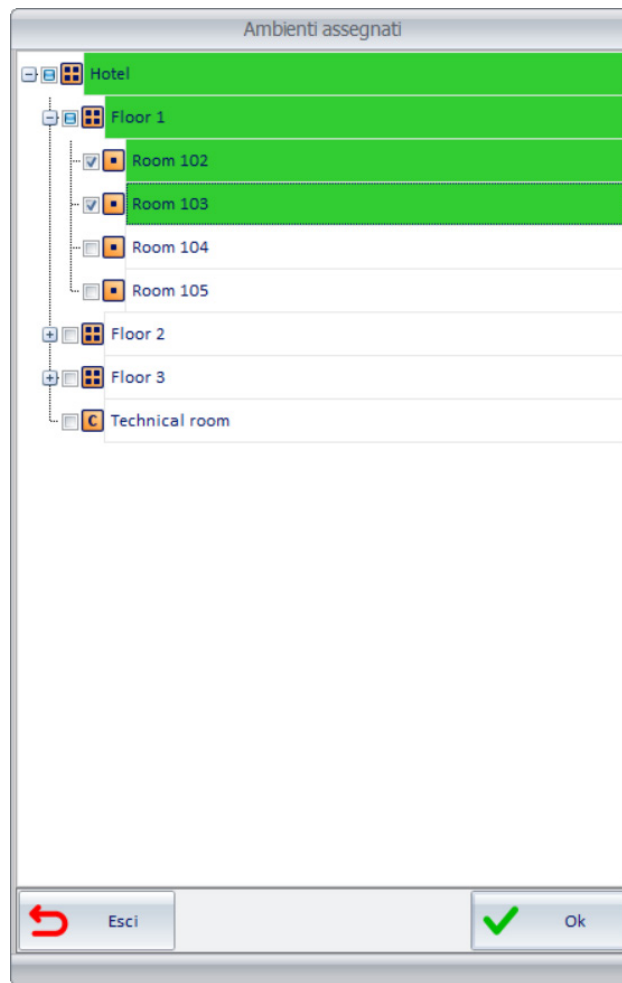 Ambienti assegnati
Hotel
Floor 1
Room 102
Room 103
Room 104
Room 105
Floor 2
Floor 3
C Technical room
Esci
Ok